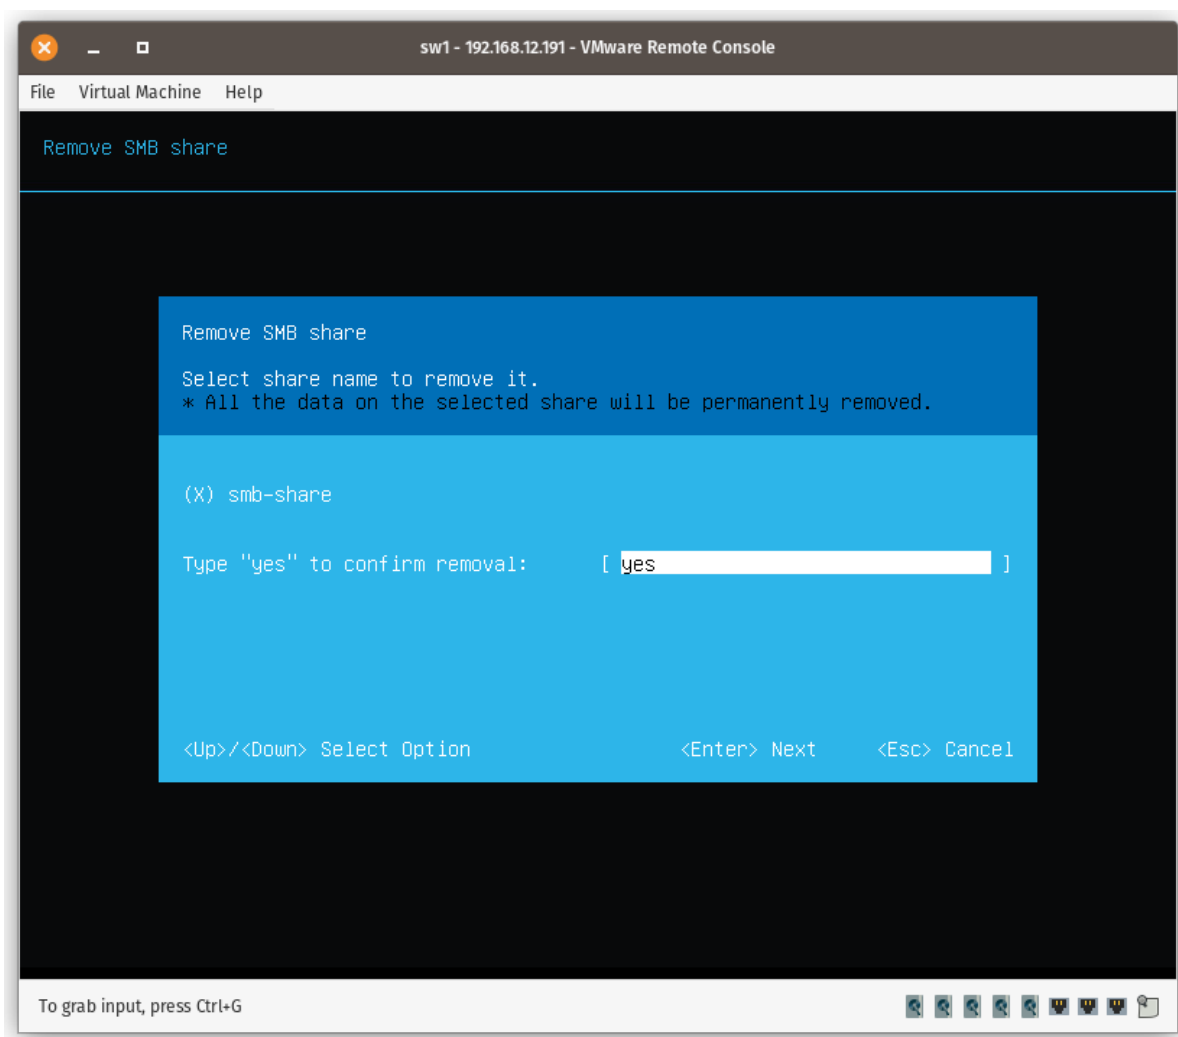 sw1 - 192.168.12.191 - VMware Remote Console
File Virtual Machine Help
Remove SMB share
Remove SMB share
Select share name to remove it.
* All the data on the selected share will be permanently removed.
(X) smb-share
Type "yes" to confirm removal: [ yes ]
<Up>/<Down> Select Option <Enter> Next <Esc> Cancel
To grab input, press Ctrl+G